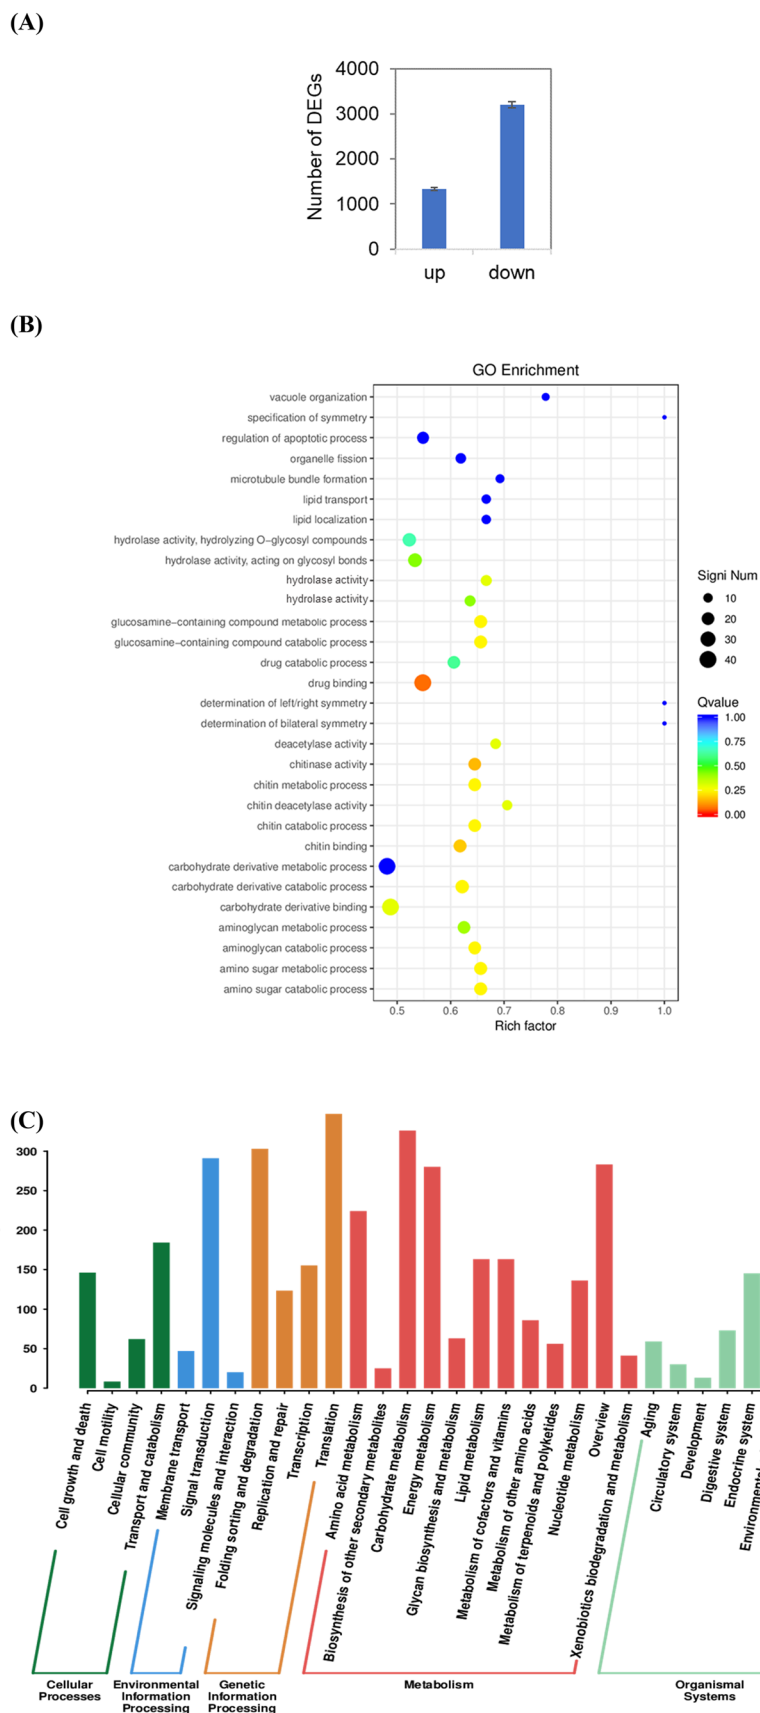 (A)
Number of DEGs
4000
3000
2000
1000
0
up
down
(B)
GO Enrichment
vacuole organization
specification of symmetry
regulation of apoptotic process
organelle fission
microtubule bundle formation
lipid transport
lipid localization
hydrolase activity, hydrolyzing O-glycosyl compounds
hydrolase activity, acting on glycosyl bonds
hydrolase activity
hydrolase activity
glucosamine-containing compound metabolic process
glucosamine-containing compound catabolic process
drug catabolic process
drug binding
determination of left/right symmetry
determination of bilateral symmetry
deacetylase activity
chitinase activity
chitin metabolic process
chitin deacetylase activity
chitin catabolic process
chitin binding
carbohydrate derivative metabolic process
carbohydrate derivative catabolic process
carbohydrate derivative binding
aminoglycan metabolic process
aminoglycan catabolic process
amino sugar metabolic process
amino sugar catabolic process
0.5 0.6 0.7 0.8 0.9 1.0
Rich factor
Signi Num
10
20
30
40
Qvalue
1.00
0.75
0.50
0.25
0.00
(C)
300
250
200
150
100
50
0
Cell growth and death
Cell motility
Cellular community
Transport and catabolism
Membrane transport
Signal transduction
Signaling molecules and interaction
Folding sorting and degradation
Replication and repair
Transcription
Translation
Amino acid metabolism
Biosynthesis of other secondary metabolites
Carbohydrate metabolism
Energy metabolism
Glycan biosynthesis and metabolism
Lipid metabolism
Metabolism of cofactors and vitamins
Metabolism of other amino acids
Metabolism of terpenoids and polyketides
Nucleotide metabolism
Overview
Xenobiotics biodegradation and metabolism
Aging
Circulatory system
Development
Digestive system
Endocrine system
Environmental
Cellular
Processes
Environmental
Information
Processing
Genetic
Information
Processing
Metabolism
Organismal
Systems